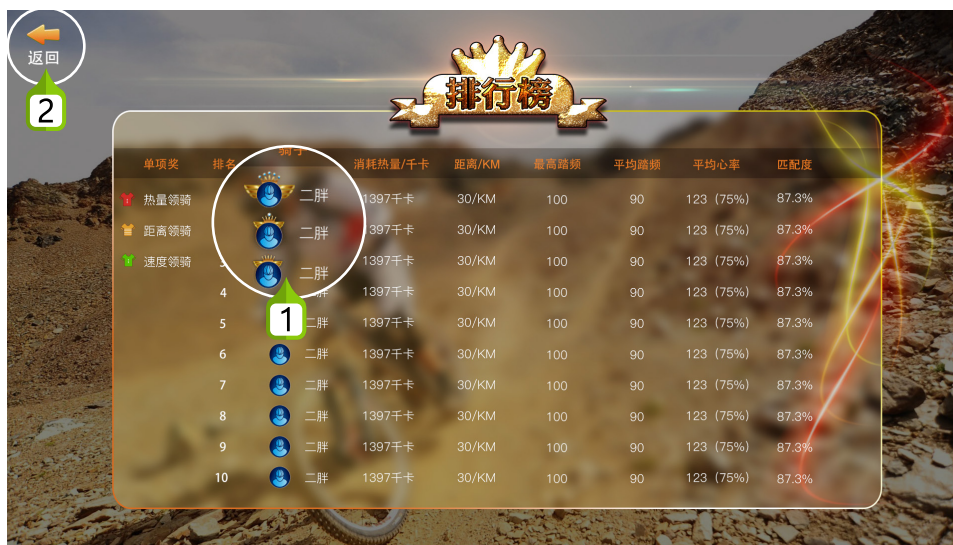 返回
2
排行榜
单项奖 排名 骑手 消耗热量/千卡 距离/KM 最高踏频 平均踏频 平均心率 匹配度
热量领骑 二胖 1397千卡 30/KM 100 90 123（75%） 87.3%
距离领骑 二胖 1397千卡 30/KM 100 90 123（75%） 87.3%
速度领骑 3 二胖 1397千卡 30/KM 100 90 123（75%） 87.3%
4 二胖 1397千卡 30/KM 100 90 123（75%） 87.3%
1
5 二胖 1397千卡 30/KM 100 90 123（75%） 87.3%
6 二胖 1397千卡 30/KM 100 90 123（75%） 87.3%
7 二胖 1397千卡 30/KM 100 90 123（75%） 87.3%
8 二胖 1397千卡 30/KM 100 90 123（75%） 87.3%
9 二胖 1397千卡 30/KM 100 90 123（75%） 87.3%
10 二胖 1397千卡 30/KM 100 90 123（75%） 87.3%